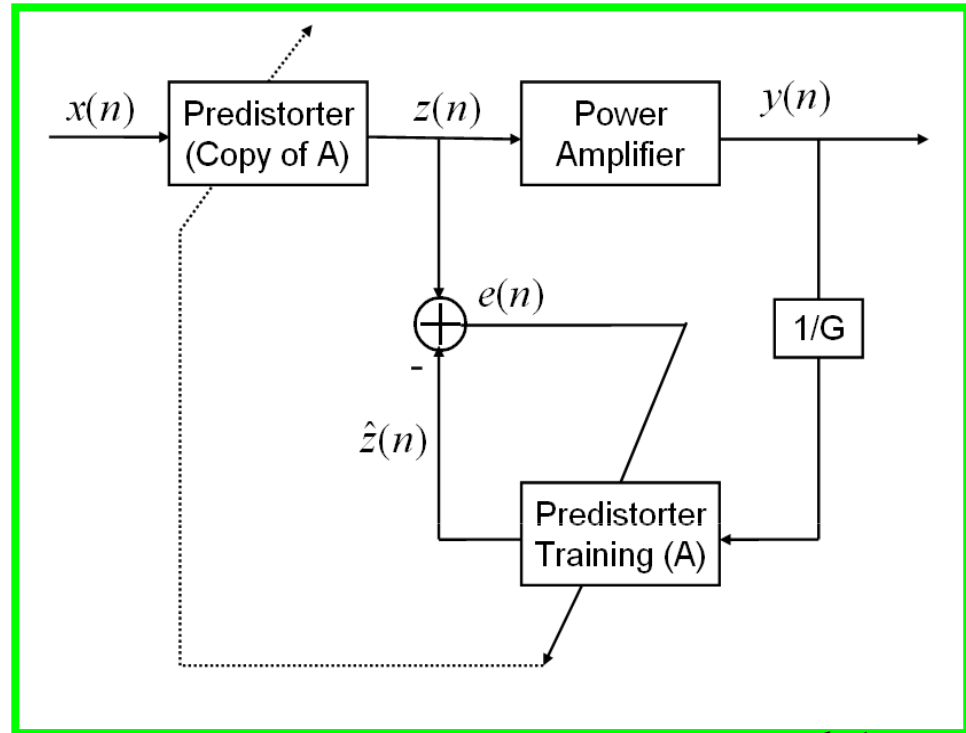 x(n)
Predistorter
(Copy of A)
z(n)
Power
Amplifier
y(n)
e(n)
1/G
-
ẑ(n)
Predistorter
Training (A)